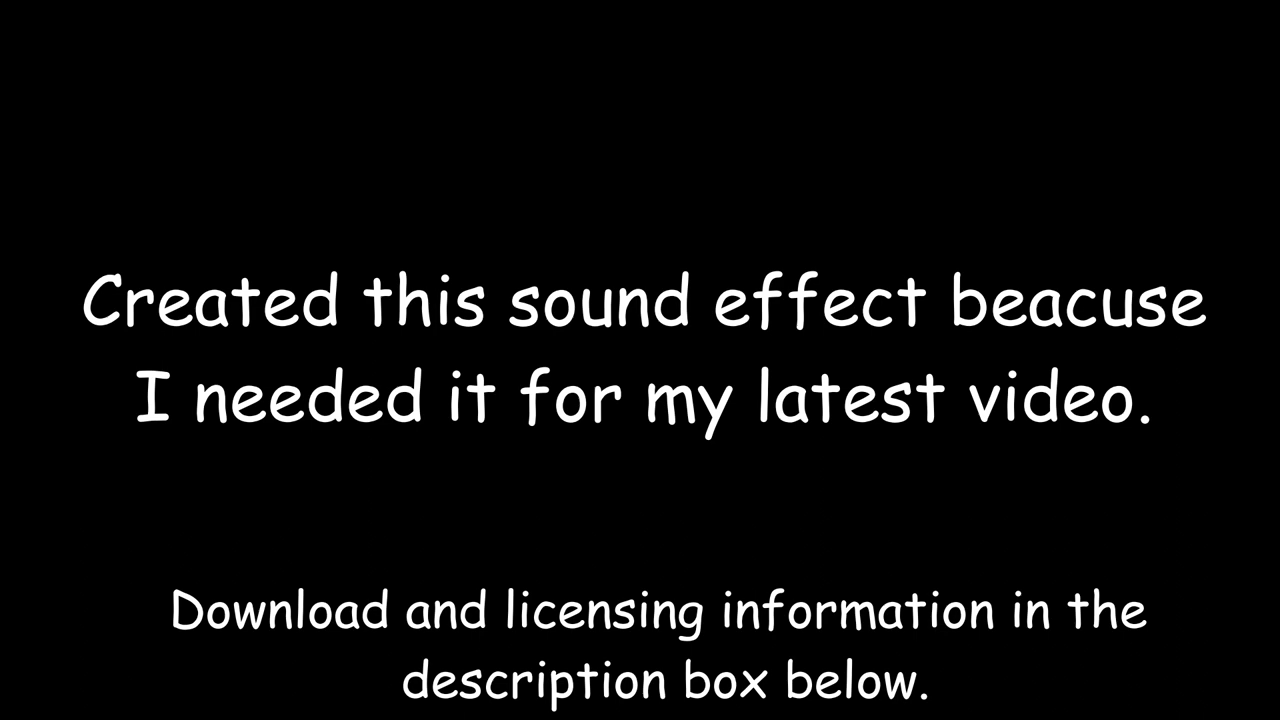 Created this sound effect beacuse
I needed it for my latest video.
Download and licensing information in the
description box below.